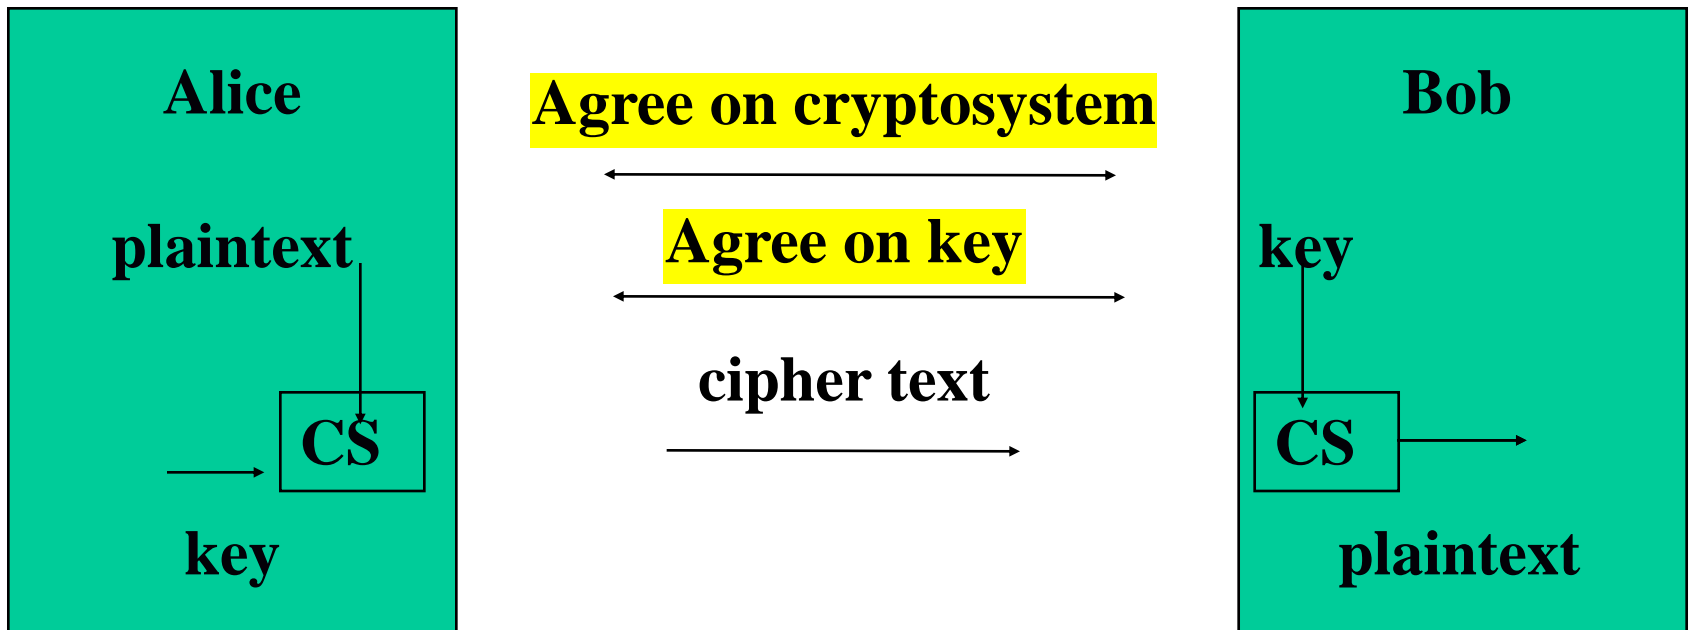 Alice
plaintext
CS
key
Agree on cryptosystem
Agree on key
cipher text
Bob
key
CS
plaintext